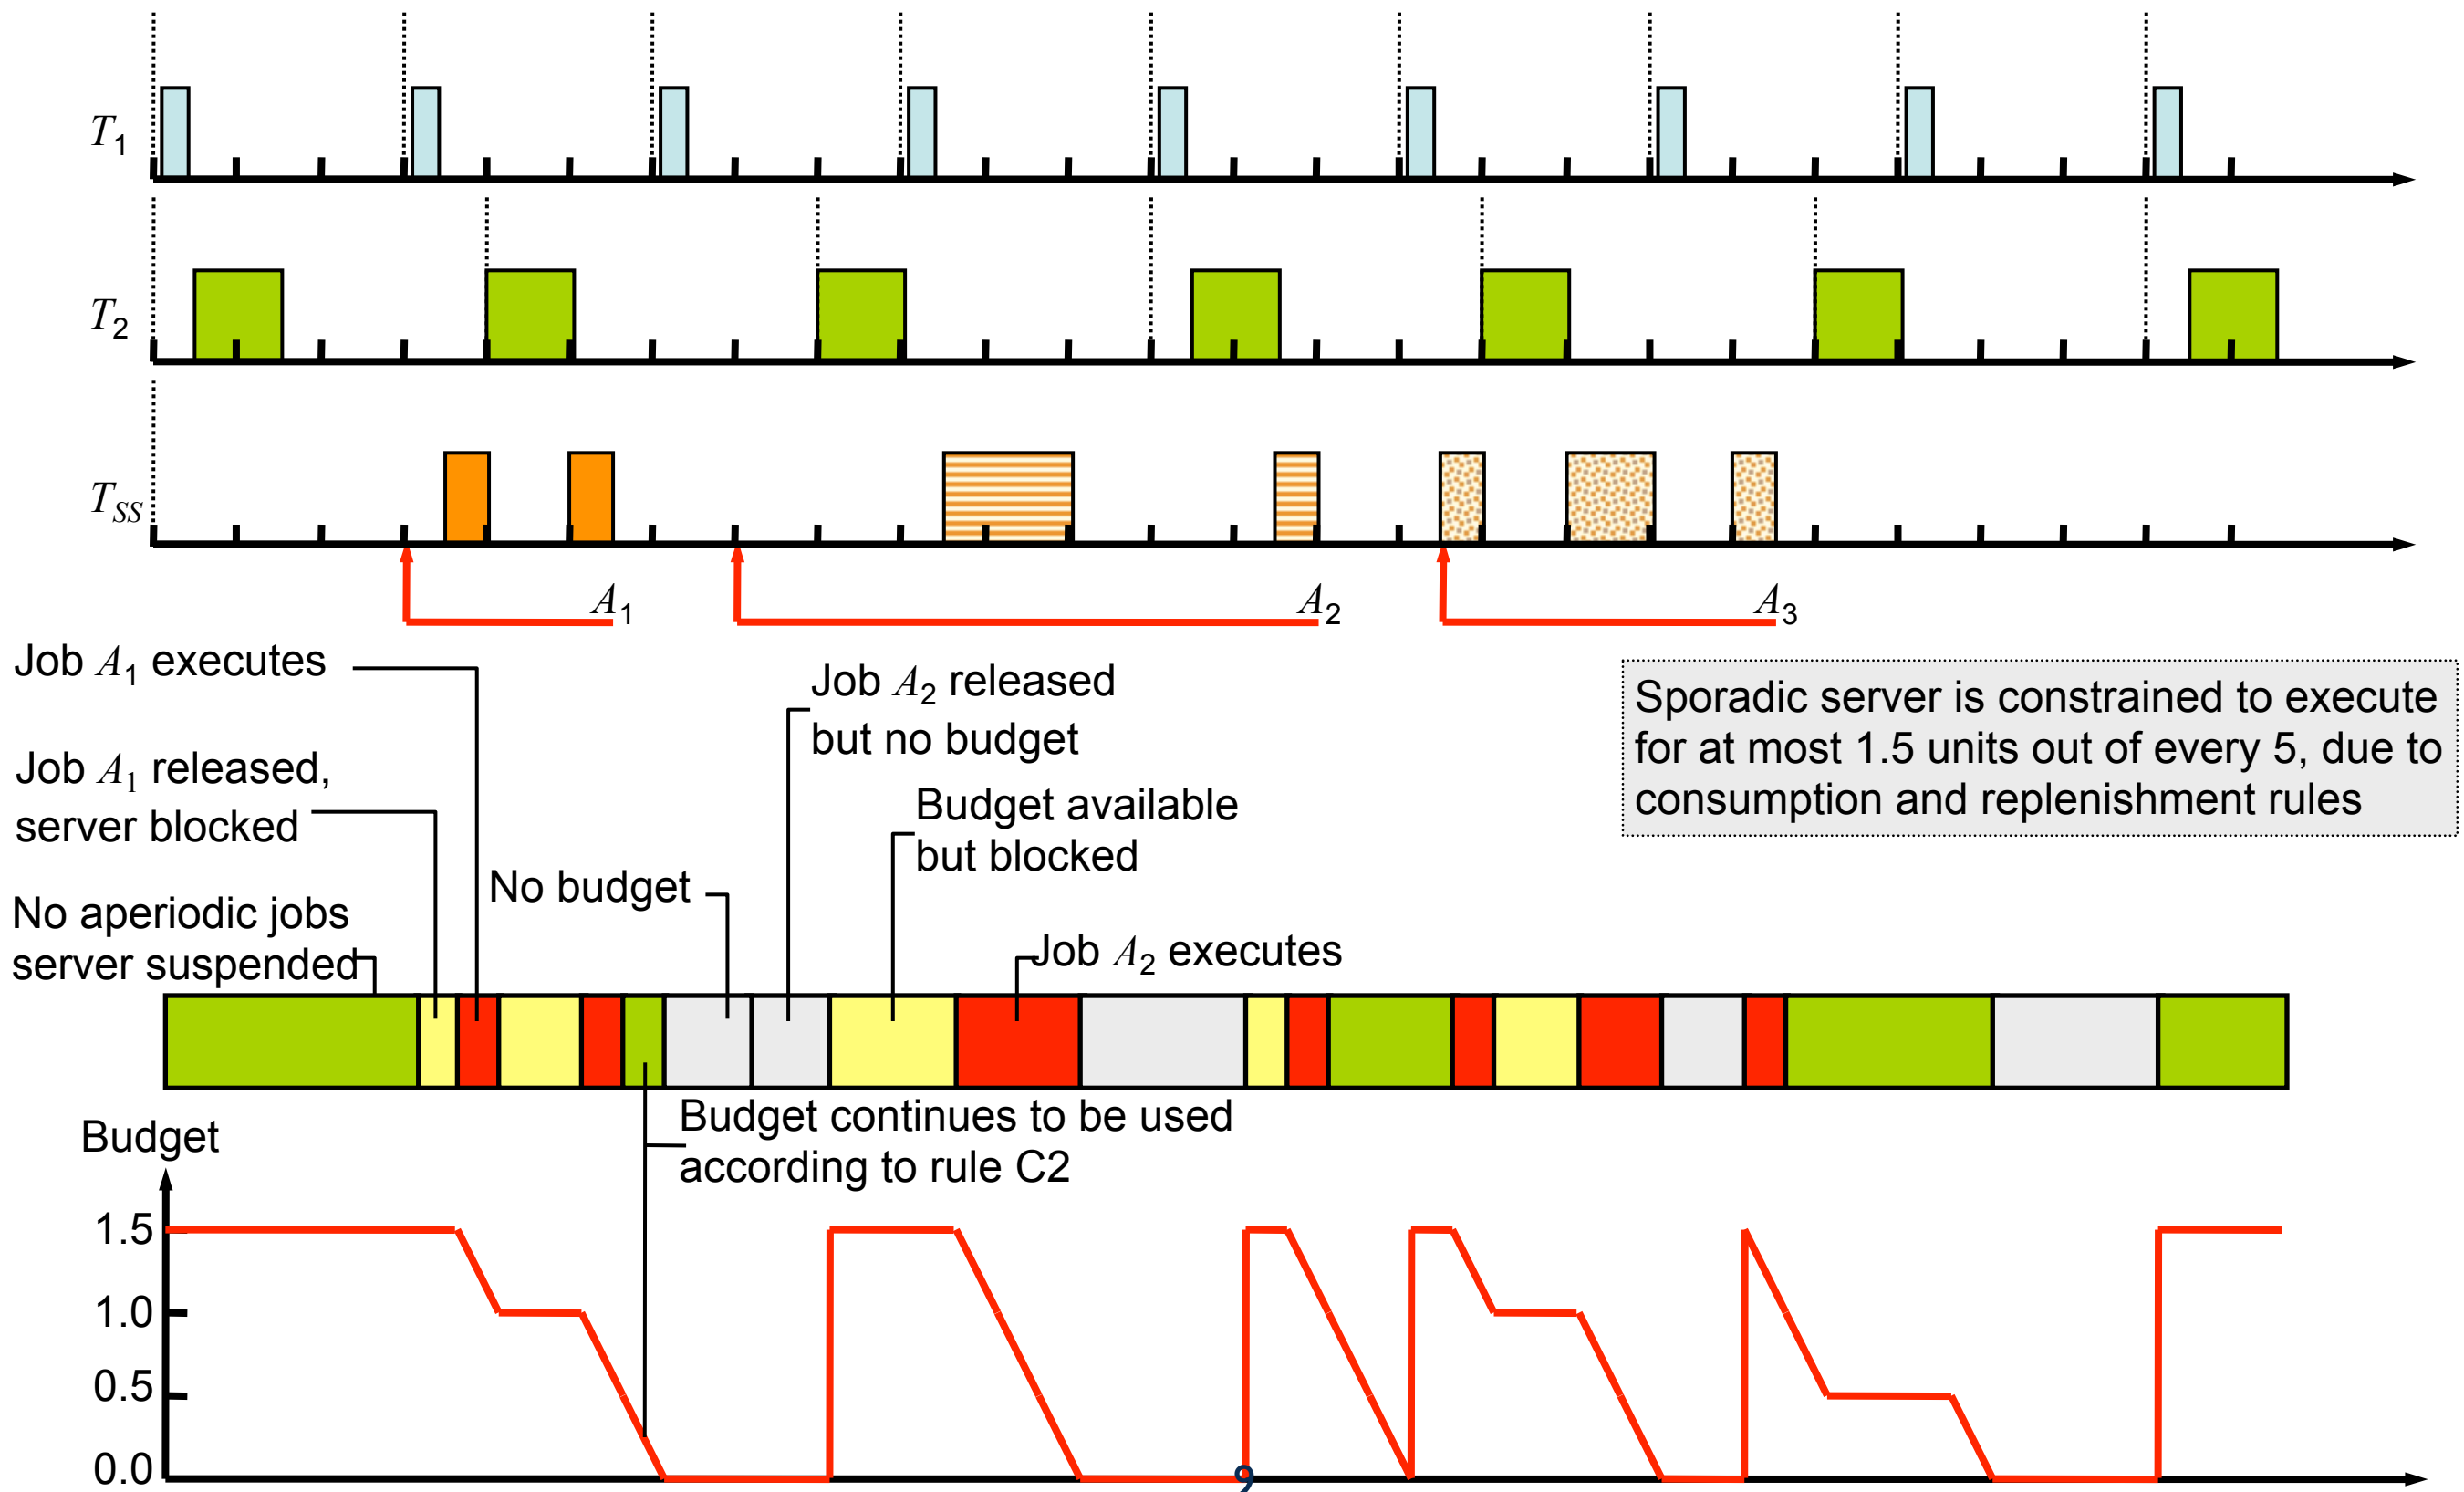 T1
T2
TSS
A1
A2
A3
Job A1 executes
Job A2 released
but no budget
Sporadic server is constrained to execute
for at most 1.5 units out of every 5, due to
consumption and replenishment rules
Job A1 released,
server blocked
Budget available
but blocked
No budget
No aperiodic jobs
server suspended
Job A2 executes
Budget continues to be used
according to rule C2
Budget
1.5
1.0
0.5
0.0
9